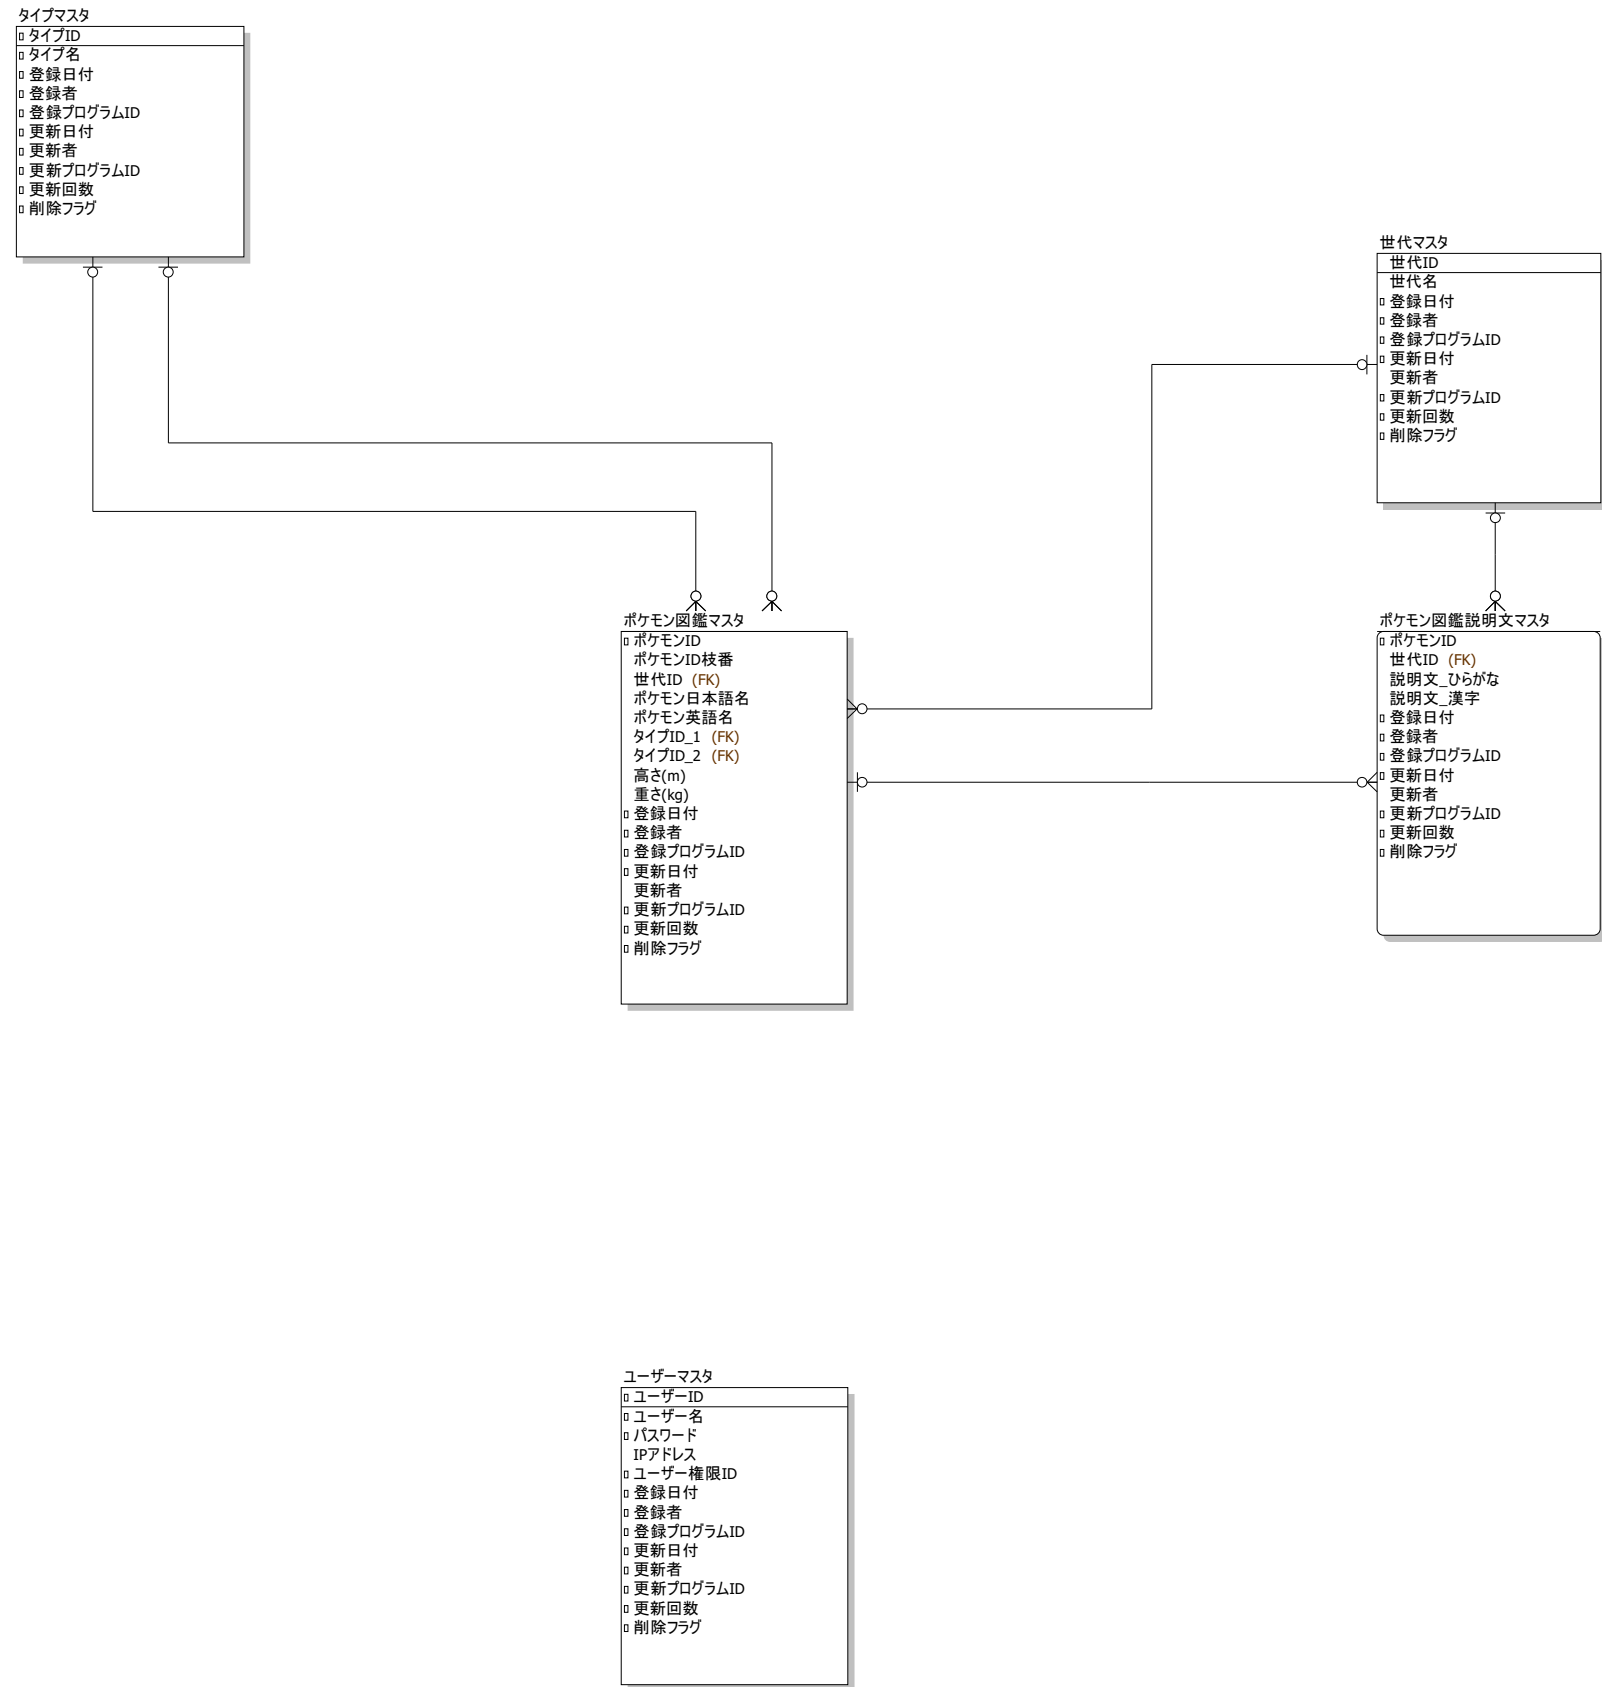 タイプマスタ
タイプID
タイプ名
登録日付
登録者
登録プログラムID
更新日付
更新者
更新プログラムID
更新回数
削除フラグ
世代マスタ
世代ID
世代名
登録日付
登録者
登録プログラムID
更新日付
更新者
更新プログラムID
更新回数
削除フラグ
ポケモン図鑑マスタ
ポケモンID
ポケモンID枝番
世代ID (FK)
ポケモン日本語名
ポケモン英語名
タイプID_1 (FK)
タイプID_2 (FK)
高さ(m)
重さ(kg)
登録日付
登録者
登録プログラムID
更新日付
更新者
更新プログラムID
更新回数
削除フラグ
ポケモン図鑑説明文マスタ
ポケモンID
世代ID (FK)
説明文_ひらがな
説明文_漢字
登録日付
登録者
登録プログラムID
更新日付
更新者
更新プログラムID
更新回数
削除フラグ
ユーザーマスタ
ユーザーID
ユーザー名
パスワード
IPアドレス
ユーザー権限ID
登録日付
登録者
登録プログラムID
更新日付
更新者
更新プログラムID
更新回数
削除フラグ